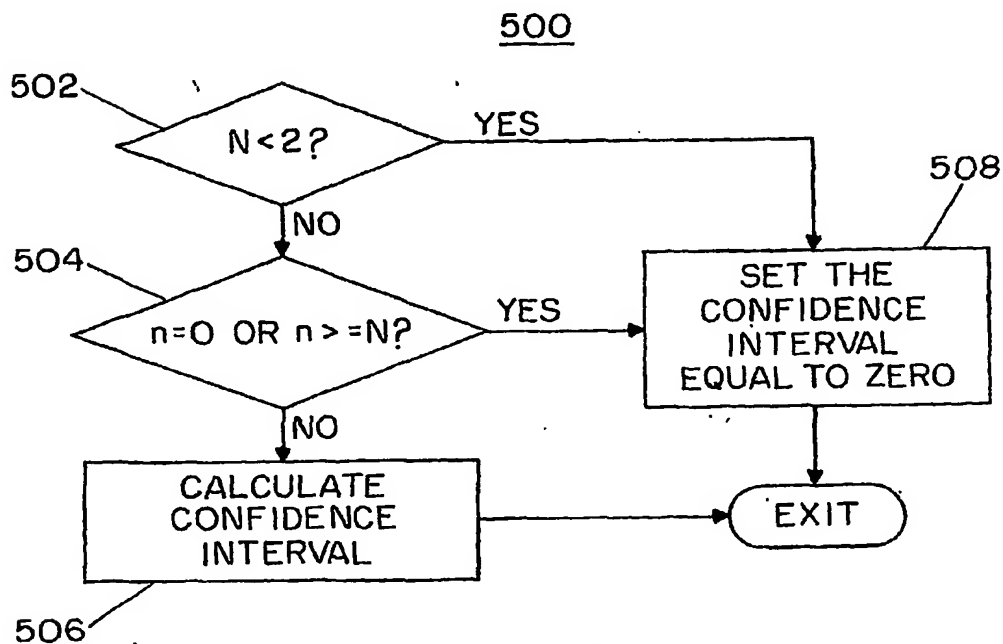 500
502
N<2?
YES
NO
504
n=0 OR n>=N?
YES
508
SET THE
CONFIDENCE
INTERVAL
EQUAL TO ZERO
NO
CALCULATE
CONFIDENCE
INTERVAL
EXIT
506